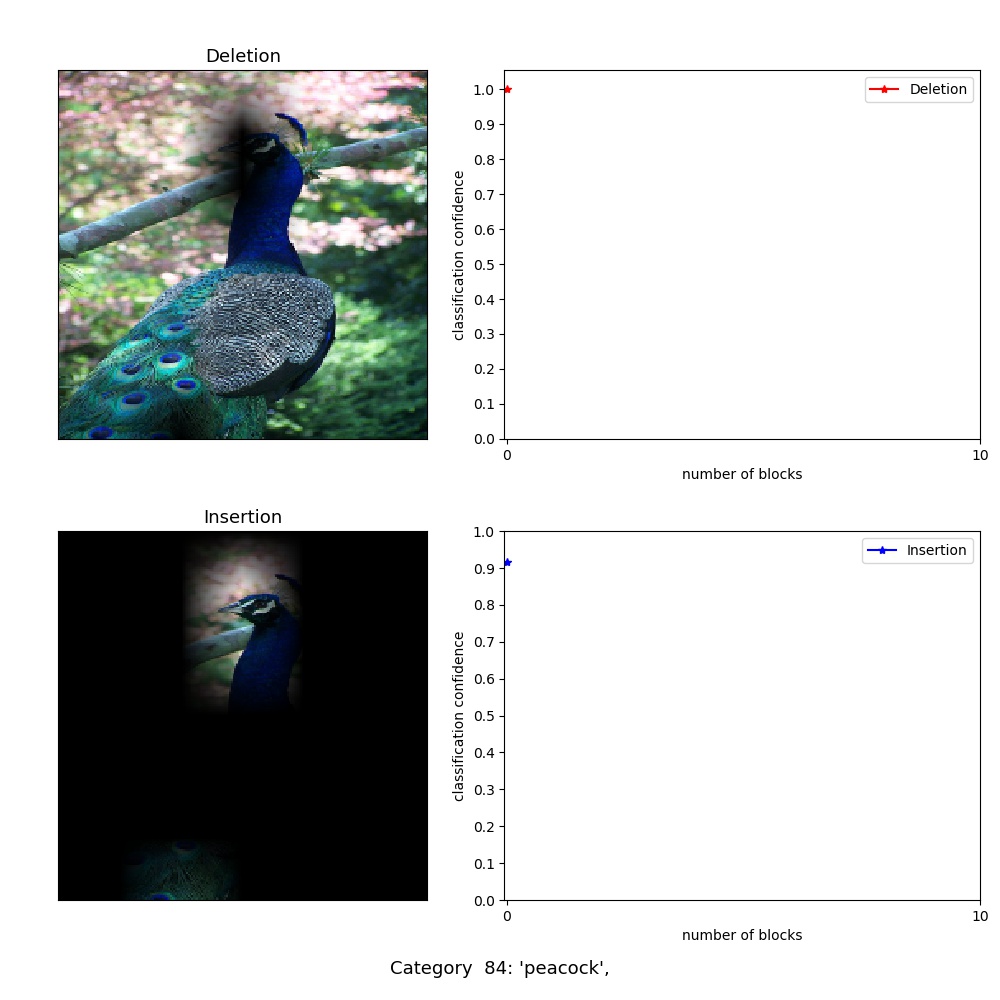 Deletion
1.0
0.9
0.8
0.7
0.6
0.5
0.4
0.3
0.2
0.1
0.0
classification confidence
Deletion
0
10
number of blocks
Insertion
1.0
0.9
0.8
0.7
0.6
0.5
0.4
0.3
0.2
0.1
0.0
classification confidence
Insertion
0
10
number of blocks
Category  84: 'peacock',